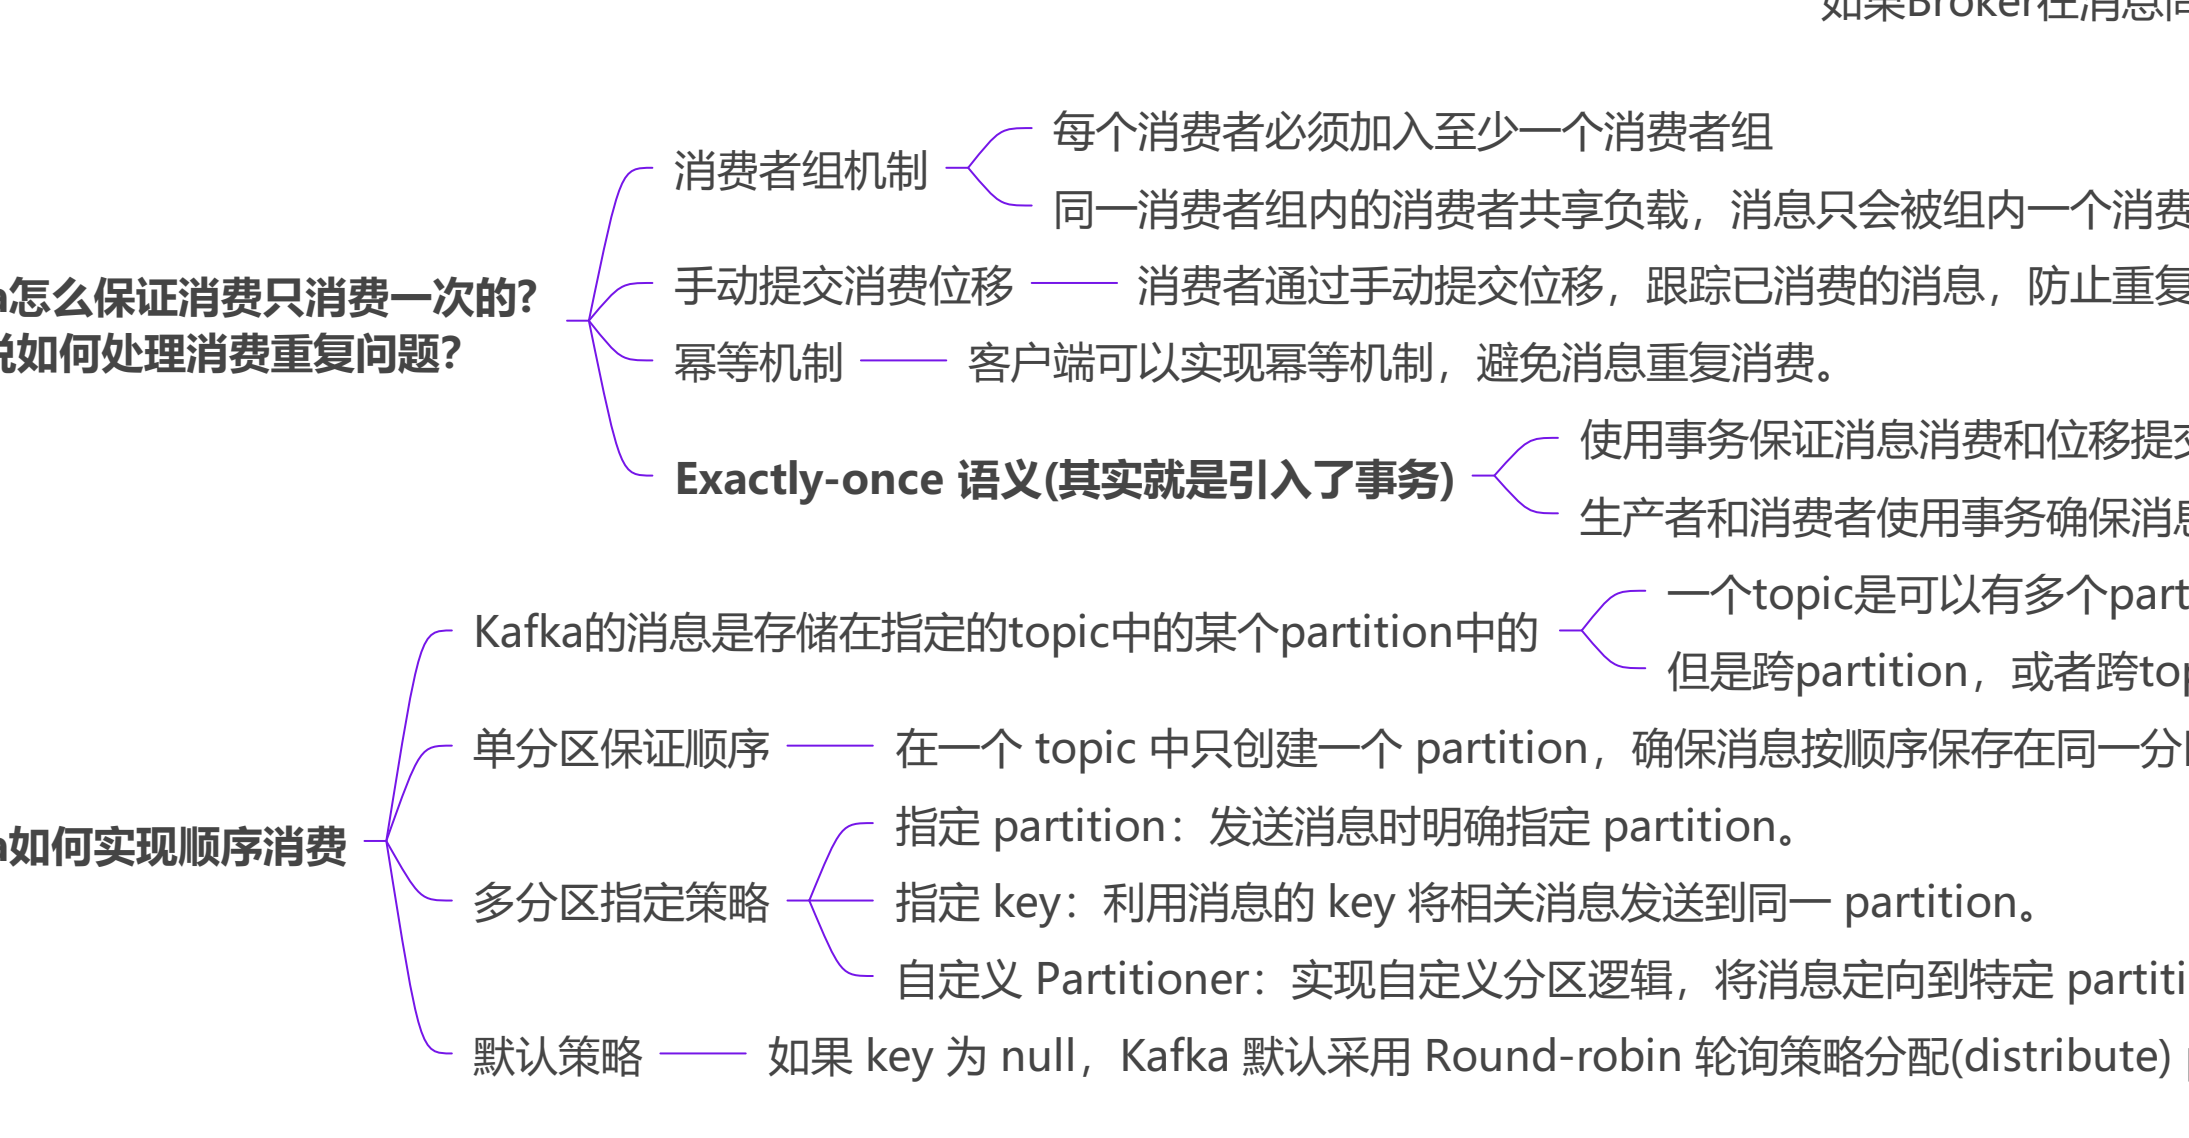 如果Broker在消息同
每个消费者必须加入至少一个消费者组
消费者组机制
同一消费者组内的消费者共享负载，消息只会被组内一个消费
手动提交消费位移
消费者通过手动提交位移，跟踪已消费的消息，防止重复
a怎么保证消费只消费一次的？
说如何处理消费重复问题？
幂等机制
客户端可以实现幂等机制，避免消息重复消费。
Exactly-once 语义(其实就是引入了事务)
使用事务保证消息消费和位移提交
生产者和消费者使用事务确保消息
Kafka的消息是存储在指定的topic中的某个partition中的
一个topic是可以有多个part
但是跨partition，或者跨top
单分区保证顺序
在一个 topic 中只创建一个 partition，确保消息按顺序保存在同一分
a如何实现顺序消费
多分区指定策略
指定 partition：发送消息时明确指定 partition。
指定 key：利用消息的 key 将相关消息发送到同一 partition。
自定义 Partitioner：实现自定义分区逻辑，将消息定向到特定 partiti
默认策略
如果 key 为 null，Kafka 默认采用 Round-robin 轮询策略分配(distribute)